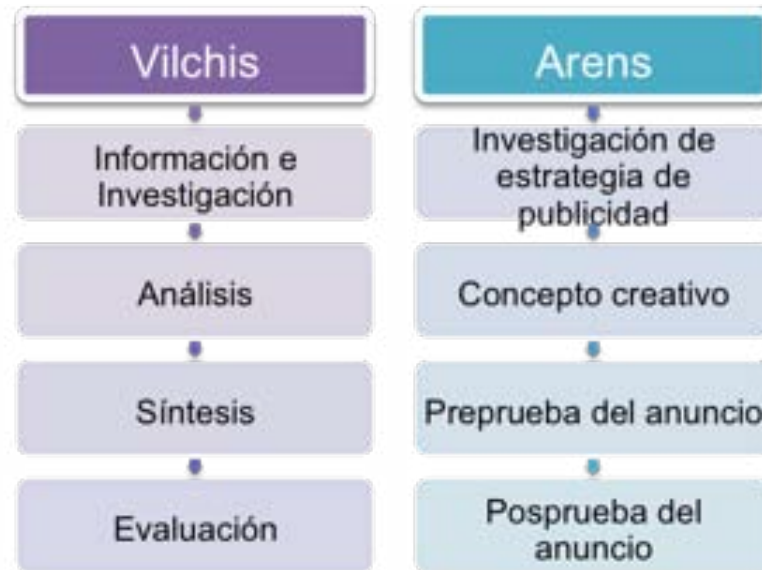 Vilchis
Información e
Investigación
Análisis
Síntesis
Evaluación
Arens
Investigación de
estrategia de
publicidad
Concepto creativo
Preprueba del anuncio
Posprueba del
anuncio